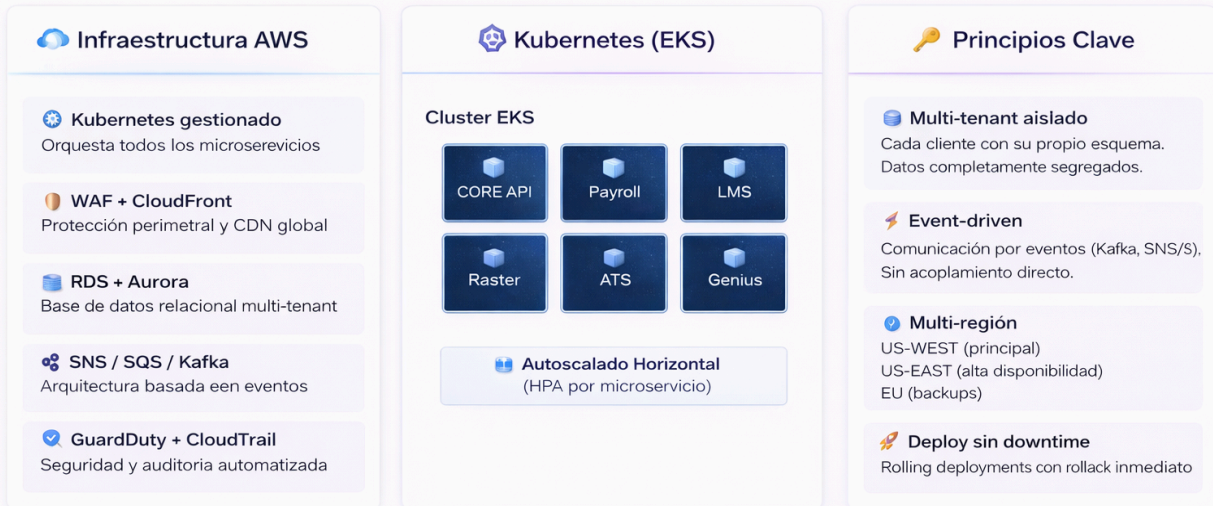 Infraestructura AWS
Kubernetes gestionado
Orquesta todos los microserevicios
WAF + CloudFront
Protección perimetral y CDN global
RDS + Aurora
Base de datos relacional multi-tenant
SNS / SQS / Kafka
Arquitectura basada een eventos
GuardDuty + CloudTrail
Seguridad y auditoria automatizada
Kubernetes (EKS)
Cluster EKS
CORE API
Payroll
LMS
Raster
ATS
Genius
Autoscalado Horizontal
(HPA por microservicio)
Principios Clave
Multi-tenant aislado
Cada cliente con su propio esquema.
Datos completamente segregados.
Event-driven
Comunicación por eventos (Kafka, SNS/S),
Sin acoplamiento directo.
Multi-región
US-WEST (principal)
US-EAST (alta disponibilidad)
EU (backups)
Deploy sin downtime
Rolling deployments con rollack inmediato